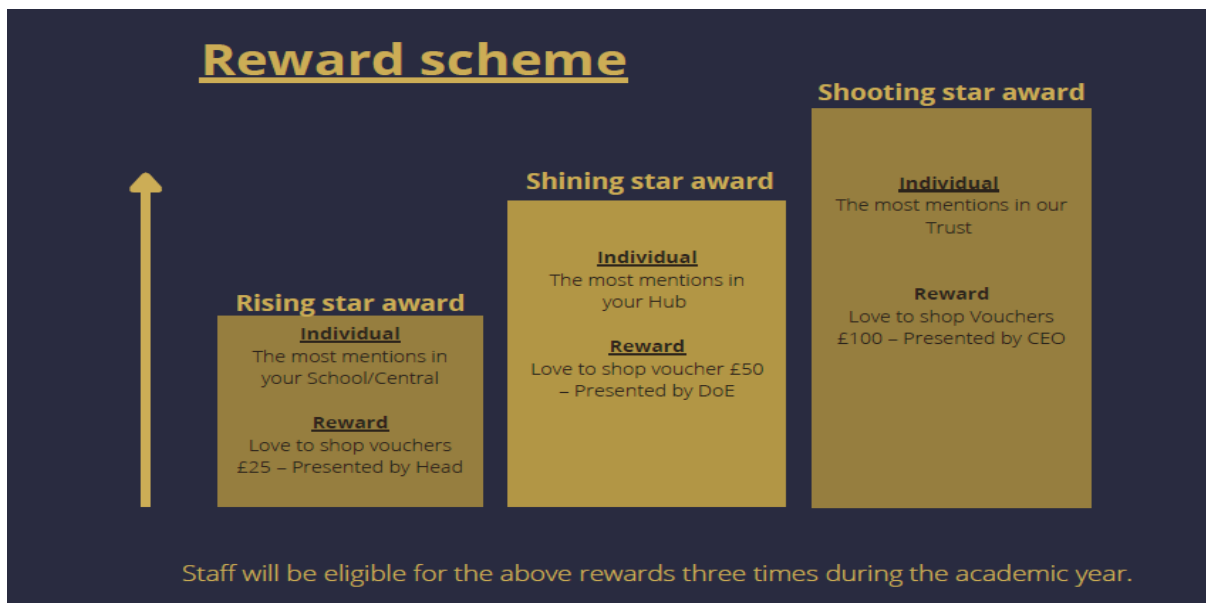 Reward scheme
Rising star award
Individual
The most mentions in
your School/Central
Reward
Love to shop vouchers
£25 – Presented by Head
Shining star award
Individual
The most mentions in
your Hub
Reward
Love to shop voucher £50
– Presented by DoE
Shooting star award
Individual
The most mentions in our
Trust
Reward
Love to shop Vouchers
£100 – Presented by CEO
Staff will be eligible for the above rewards three times during the academic year.